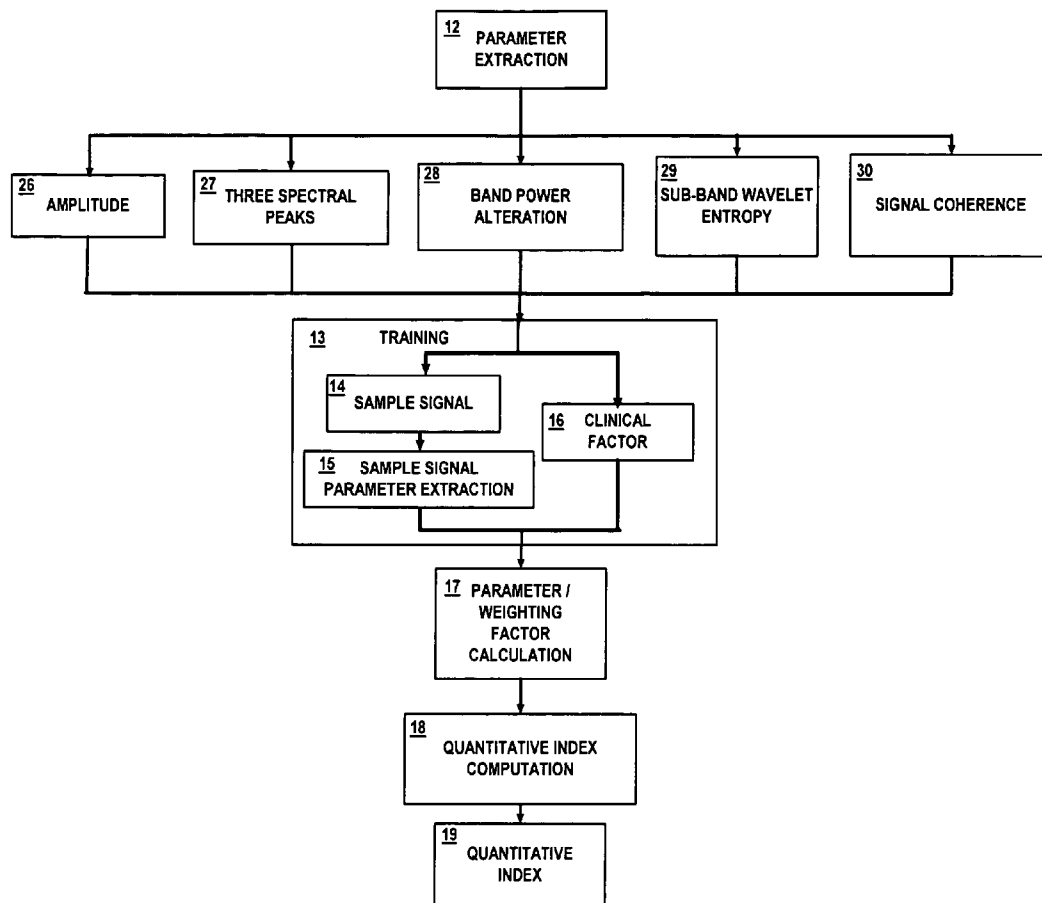 12
PARAMETER
EXTRACTION
26
AMPLITUDE
27
THREE SPECTRAL
PEAKS
28
BAND POWER
ALTERATION
29
SUB-BAND WAVELET
ENTROPY
30
SIGNAL COHERENCE
13
TRAINING
14
SAMPLE SIGNAL
15
SAMPLE SIGNAL
PARAMETER EXTRACTION
16
CLINICAL
FACTOR
17
PARAMETER /
WEIGHTING
FACTOR
CALCULATION
18
QUANTITATIVE INDEX
COMPUTATION
19
QUANTITATIVE
INDEX